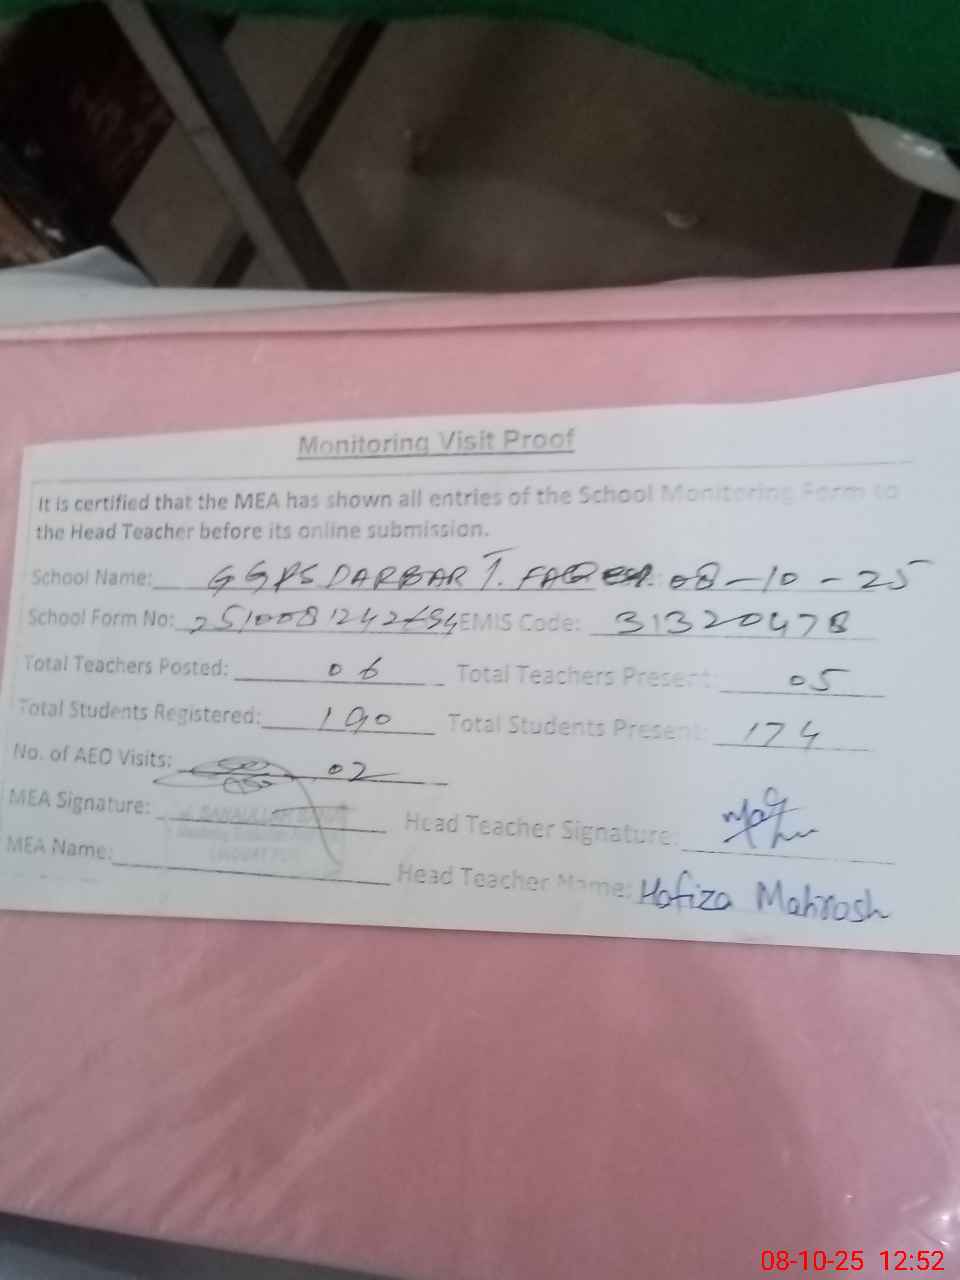 Monitoring Visit Proof
It is certified that the MEA has shown all entries of the School Monitoring Form to
the Head Teacher before its online submission.
School Name: GGPS DARBAR T. 08-10-25
School Form No: EMIS Code: 31320478
Total Teachers Posted: 06 Total Teachers Present: 05
Total Students Registered: 190 Total Students Present: 174
No. of AEO Visits: 02
MEA Signature: Head Teacher Signature:
MEA Name: Head Teacher Name: Hafiza Mahrosh
08-10-25 12:52